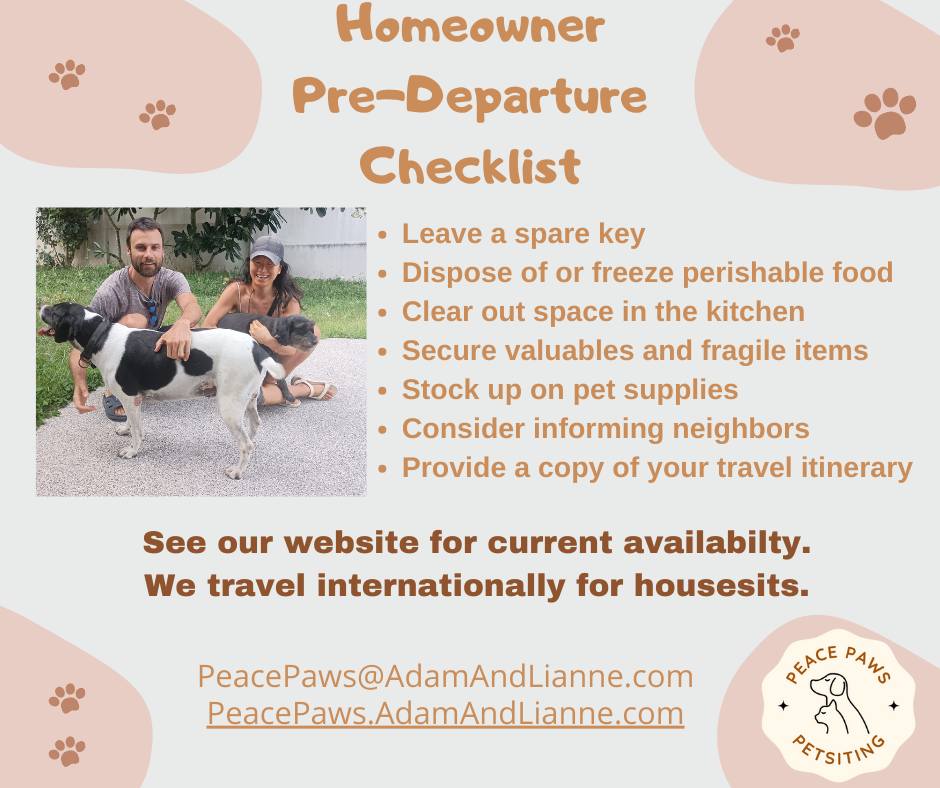 Homeowner
Pre-Departure
Checklist
• Leave a spare key
• Dispose of or freeze perishable food
• Clear out space in the kitchen
• Secure valuables and fragile items
• Stock up on pet supplies
• Consider informing neighbors
• Provide a copy of your travel itinerary
See our website for current availabilty.
We travel internationally for housesits.
PeacePaws@AdamAndLianne.com
PeacePaws.AdamAndLianne.com
PEACE PAWS
PETSITING